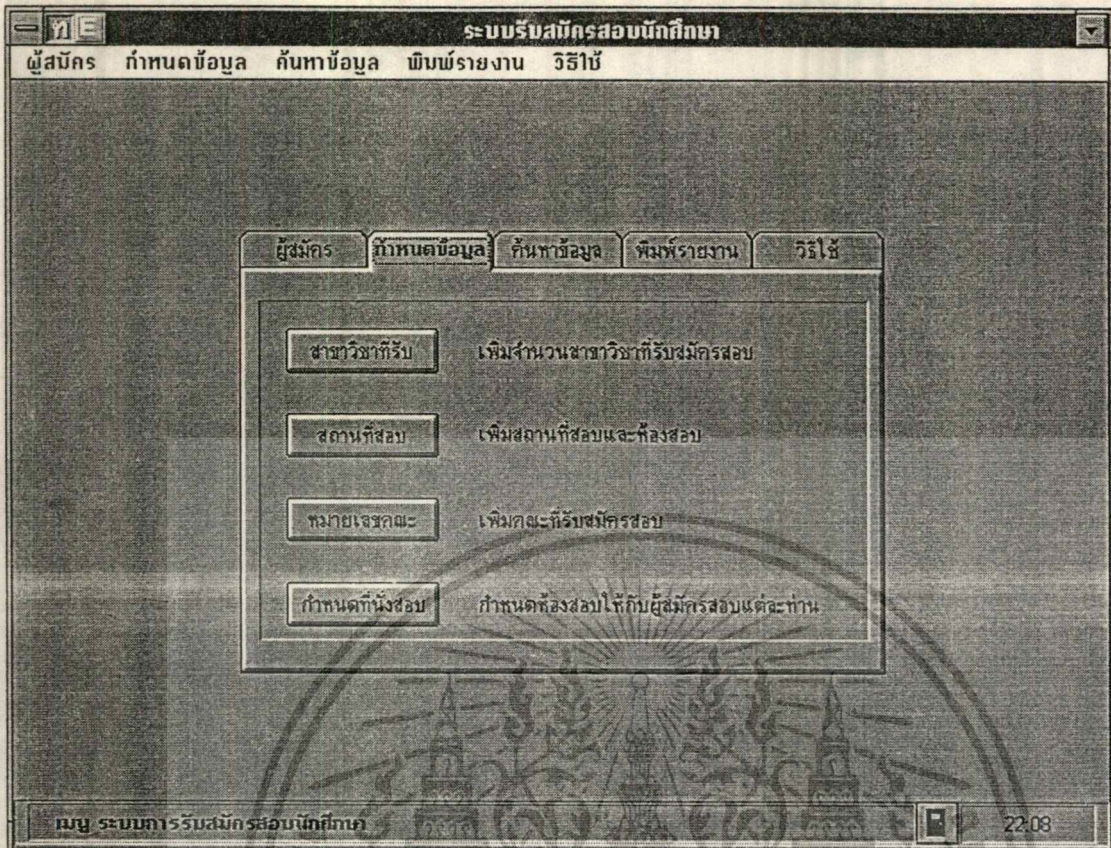 ท E ระบบรับสมัครสอบนักศึกษา
ผู้สมัคร กำหนดข้อมูล ค้นหาข้อมูล พิมพ์รายงาน วิธีใช้
ผู้สมัคร กำหนดข้อมูล ค้นหาข้อมูล พิมพ์รายงาน วิธีใช้
สาขาวิชาที่รับ เพิ่มจำนวนสาขาวิชาที่รับสมัครสอบ
สถานที่สอบ เพิ่มสถานที่สอบและห้องสอบ
หมายเลขคณะ เพิ่มคณะที่รับสมัครสอบ
กำหนดที่นั่งสอบ กำหนดห้องสอบให้กับผู้สมัครสอบแต่ละท่าน
เมนู ระบบการรับสมัครสอบนักศึกษา 22:08